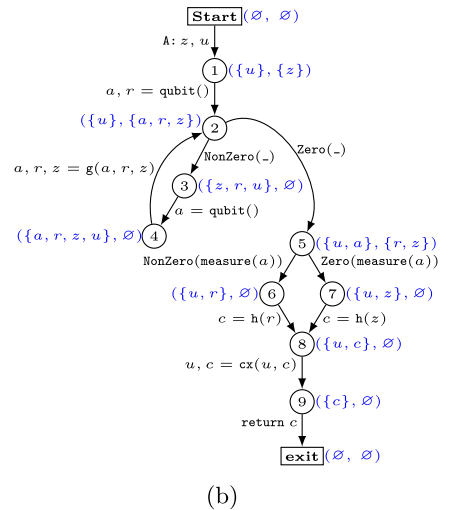 Start (∅, ∅)
A: z, u
1 ({u}, {z})
a, r = qubit()
({u}, {a, r, z}) 2
NonZero(_) Zero(_)
a, r, z = g(a, r, z)
3 ({z, r, u}, ∅)
a = qubit()
({a, r, z, u}, ∅) 4
5 ({u, a}, {r, z})
NonZero(measure(a)) Zero(measure(a))
({u, r}, ∅) 6 7 ({u, z}, ∅)
c = h(r) c = h(z)
8 ({u, c}, ∅)
u, c = cx(u, c)
9 ({c}, ∅)
return c
exit (∅, ∅)
(b)